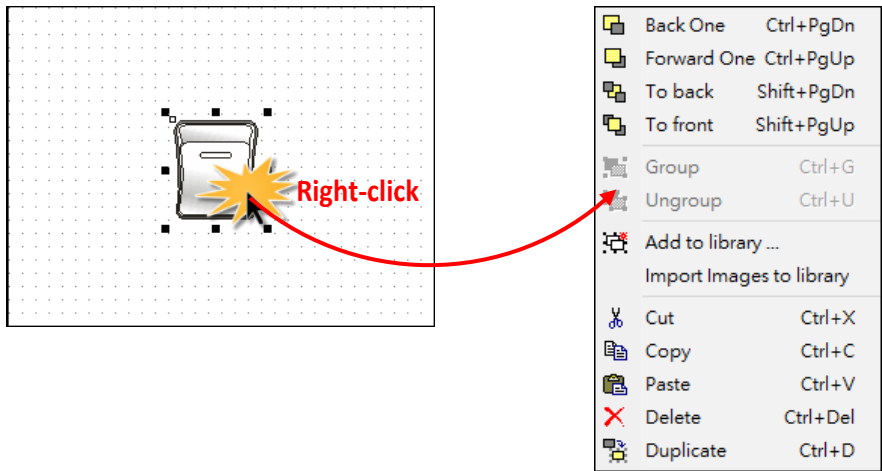 Right-click
Back One Ctrl+PgDn
Forward One Ctrl+PgUp
To back Shift+PgDn
To front Shift+PgUp
Group Ctrl+G
Ungroup Ctrl+U
Add to library ...
Import Images to library
Cut Ctrl+X
Copy Ctrl+C
Paste Ctrl+V
Delete Ctrl+Del
Duplicate Ctrl+D